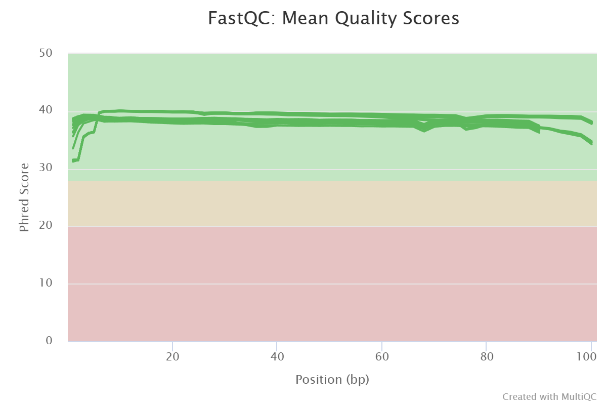 FastQC: Mean Quality Scores
50
40
30
20
10
0
Phred Score
20
40
60
80
100
Position (bp)
Created with MultiQC